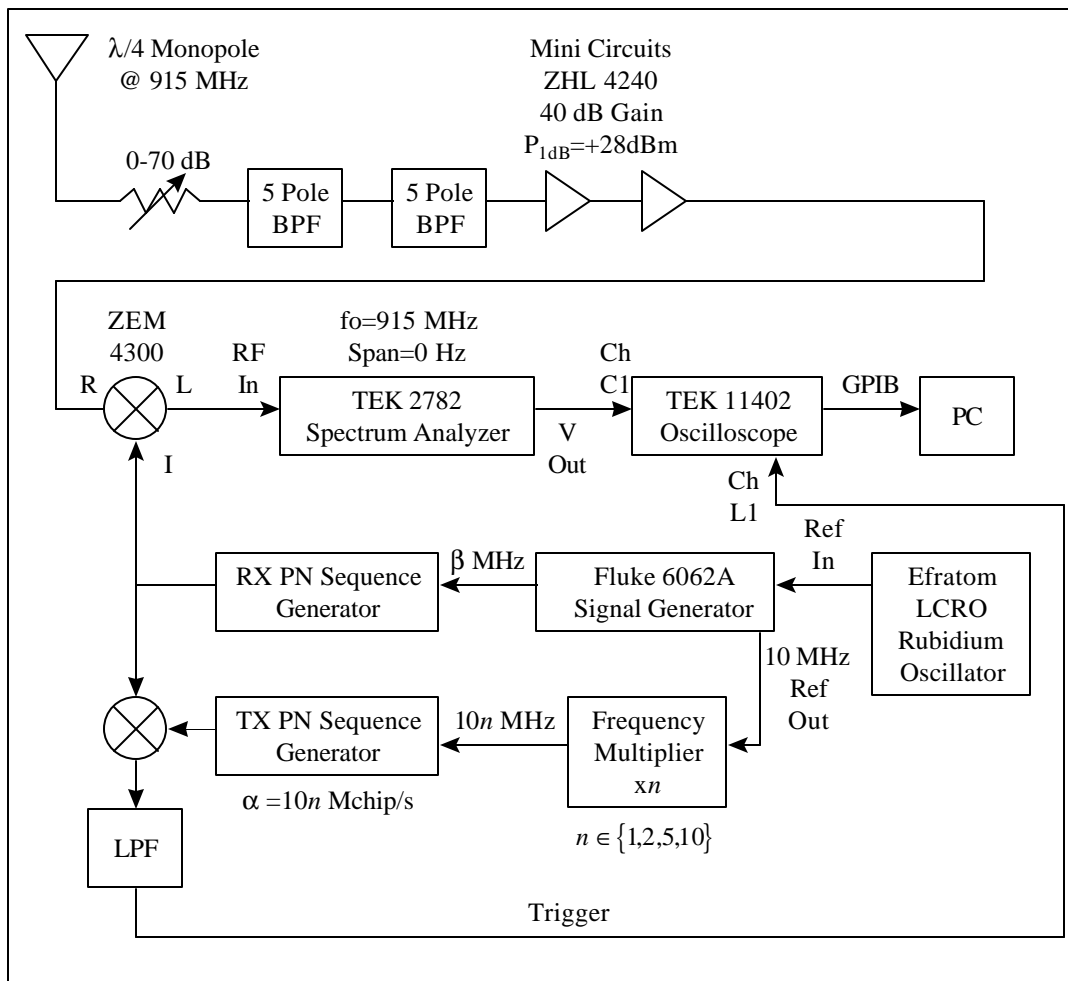 λ/4 Monopole
@ 915 MHz
Mini Circuits
ZHL 4240
40 dB Gain
P1dB=+28dBm
0-70 dB
5 Pole
BPF
5 Pole
BPF
ZEM
4300
R
L
I
RF
In
fo=915 MHz
Span=0 Hz
TEK 2782
Spectrum Analyzer
V
Out
Ch
C1
TEK 11402
Oscilloscope
GPIB
PC
Ch
L1
Ref
In
RX PN Sequence
Generator
β MHz
Fluke 6062A
Signal Generator
Efratom
LCRO
Rubidium
Oscillator
10 MHz
Ref
Out
TX PN Sequence
Generator
10n MHz
Frequency
Multiplier
xn
α =10n Mchip/s
n ∈ {1,2,5,10}
LPF
Trigger